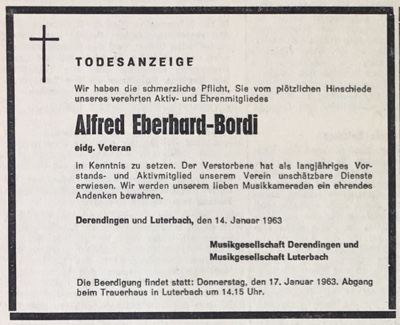 TODESANZEIGE
Wir haben die schmerzliche Pflicht, Sie vom plötzlichen Hinschiede
unseres verehrten Aktiv- und Ehrenmitgliedes
Alfred Eberhard-Bordi
eidg. Veteran
in Kenntnis zu setzen. Der Verstorbene hat als langjähriges Vor-
stands- und Aktivmitglied unserem Verein unschätzbare Dienste
erwiesen. Wir werden unserem lieben Musikkameraden ein ehrendes
Andenken bewahren.
Derendingen und Luterbach, den 14. Januar 1963
Musikgesellschaft Derendingen und
Musikgesellschaft Luterbach
Die Beerdigung findet statt: Donnerstag, den 17. Januar 1963. Abgang
beim Trauerhaus in Luterbach um 14.15 Uhr.